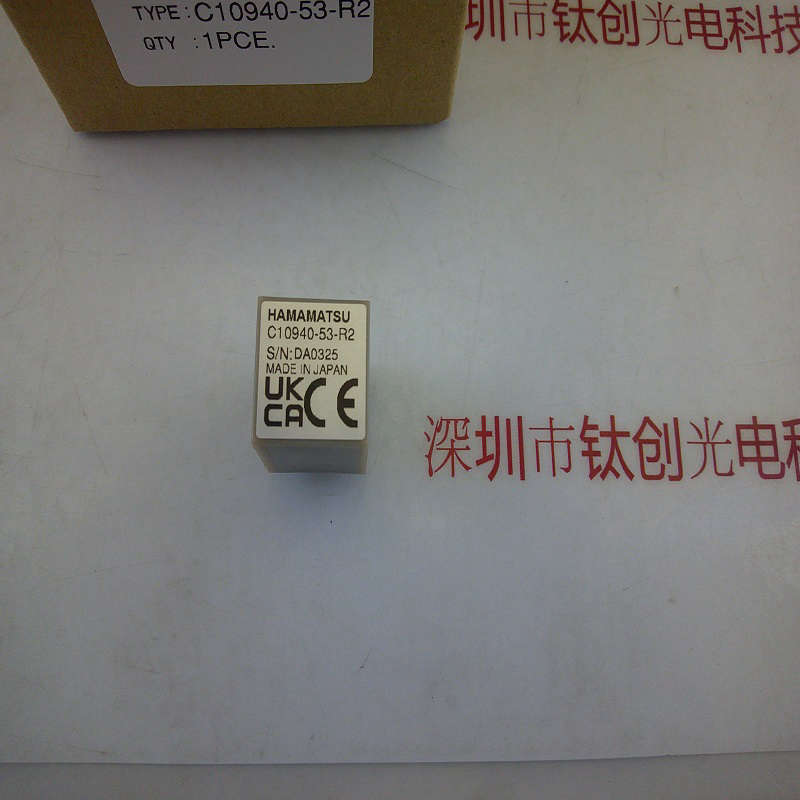 TYPE: C10940-53-R2
QTY :1PCE.
深圳市钛创光电科技
HAMAMATSU
C10940-53-R2
S/N: DA0325
MADE IN JAPAN
UK
CA CE
深圳市钛创光电科